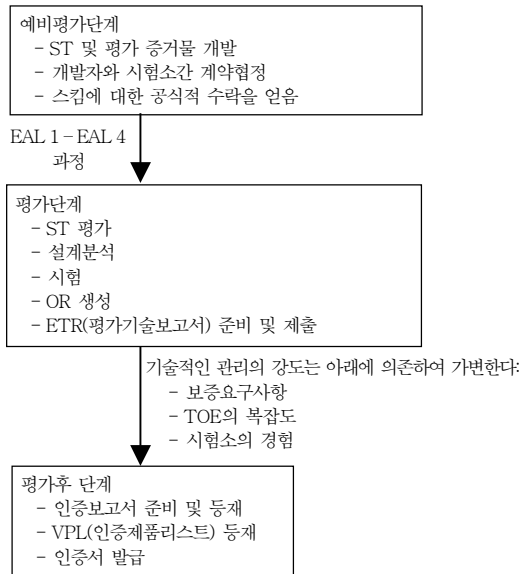 예비평가단계
- ST 및 평가 증거물 개발
- 개발자와 시험소간 계약협정
- 스킴에 대한 공식적 수락을 얻음
EAL 1 – EAL 4
과정
평가단계
- ST 평가
- 설계분석
- 시험
- OR 생성
- ETR(평가기술보고서) 준비 및 제출
기술적인 관리의 강도는 아래에 의존하여 가변한다:
- 보증요구사항
- TOE의 복잡도
- 시험소의 경험
평가후 단계
- 인증보고서 준비 및 등재
- VPL(인증제품리스트) 등재
- 인증서 발급